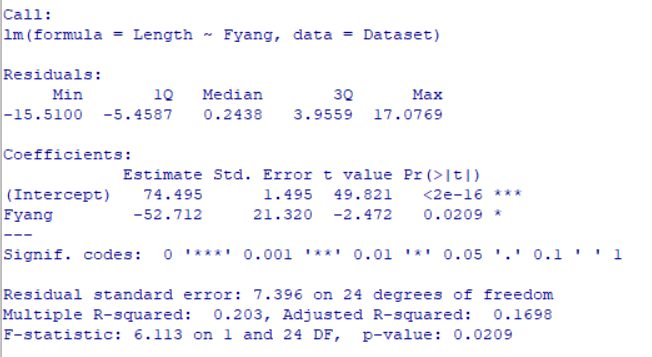 Call:
lm(formula = Length ~ Fyang, data = Dataset)
Residuals:
     Min       1Q   Median       3Q      Max
-15.5100  -5.4587   0.2438   3.9559  17.0769
Coefficients:
            Estimate Std. Error t value Pr(>|t|)
(Intercept)   74.495      1.495  49.821   <2e-16 ***
Fyang        -52.712     21.320  -2.472   0.0209 *
---
Signif. codes:  0 '***' 0.001 '**' 0.01 '*' 0.05 '.' 0.1 ' ' 1
Residual standard error: 7.396 on 24 degrees of freedom
Multiple R-squared:  0.203, Adjusted R-squared:  0.1698
F-statistic: 6.113 on 1 and 24 DF,  p-value: 0.0209